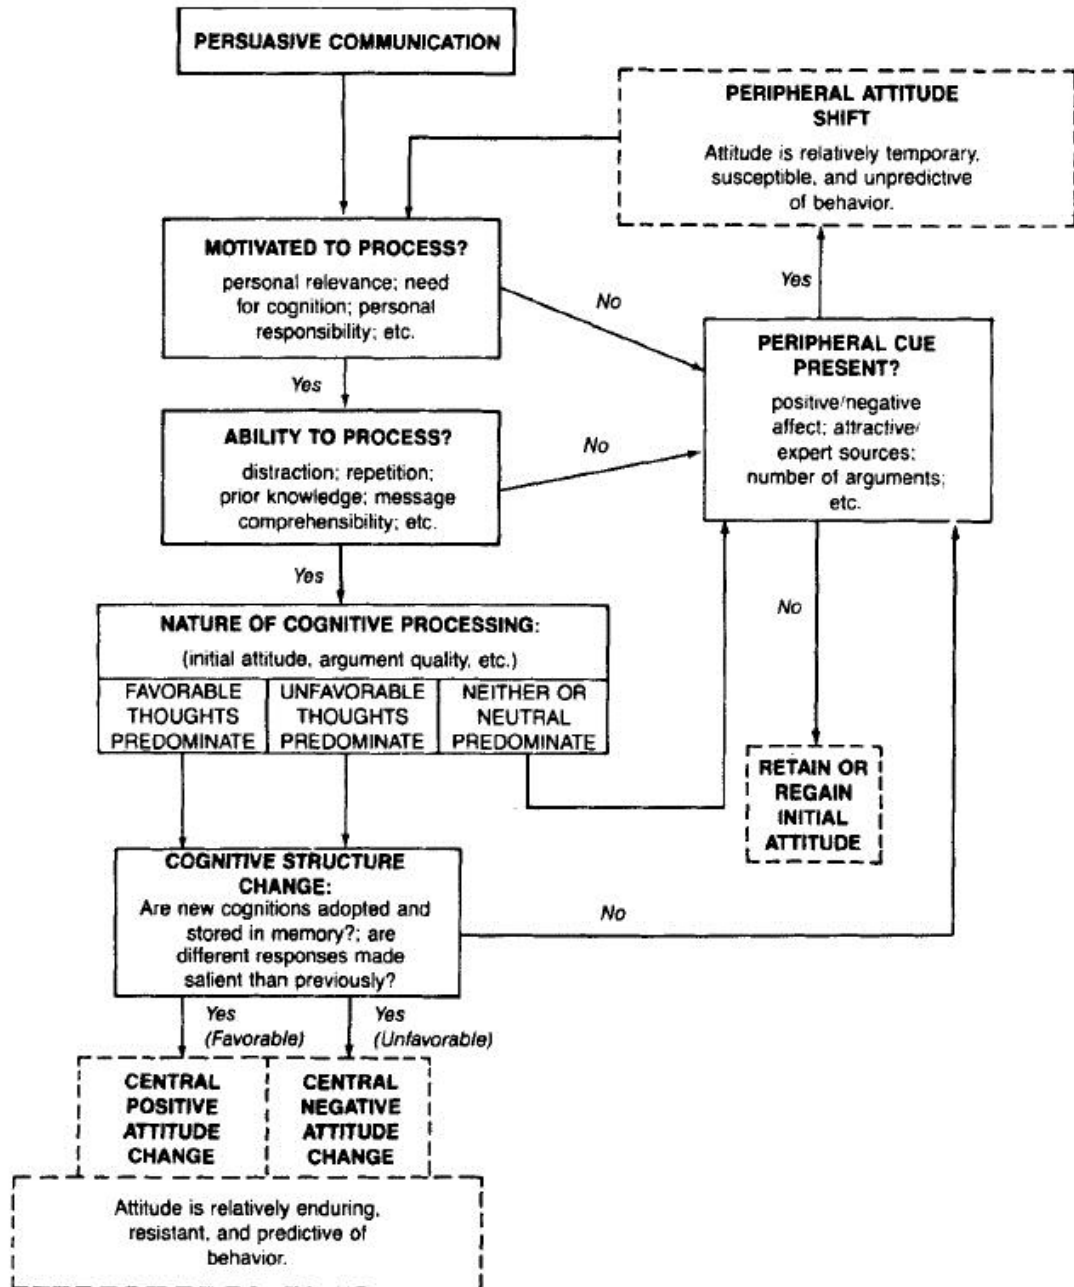 PERSUASIVE COMMUNICATION
PERIPHERAL ATTITUDE
SHIFT
Attitude is relatively temporary,
susceptible, and unpredictive
of behavior.
MOTIVATED TO PROCESS?
personal relevance; need
for cognition; personal
responsibility; etc.
No
Yes
PERIPHERAL CUE
PRESENT?
positive/negative
affect; attractive/
expert sources;
number of arguments;
etc.
Yes
ABILITY TO PROCESS?
distraction; repetition;
prior knowledge; message
comprehensibility; etc.
No
Yes
No
NATURE OF COGNITIVE PROCESSING:
(initial attitude, argument quality, etc.)
FAVORABLE
THOUGHTS
PREDOMINATE
UNFAVORABLE
THOUGHTS
PREDOMINATE
NEITHER OR
NEUTRAL
PREDOMINATE
RETAIN OR
REGAIN
INITIAL
ATTITUDE
COGNITIVE STRUCTURE
CHANGE:
Are new cognitions adopted and
stored in memory?; are
different responses made
salient than previously?
No
Yes
(Favorable)
Yes
(Unfavorable)
CENTRAL
POSITIVE
ATTITUDE
CHANGE
CENTRAL
NEGATIVE
ATTITUDE
CHANGE
Attitude is relatively enduring,
resistant, and predictive of
behavior.